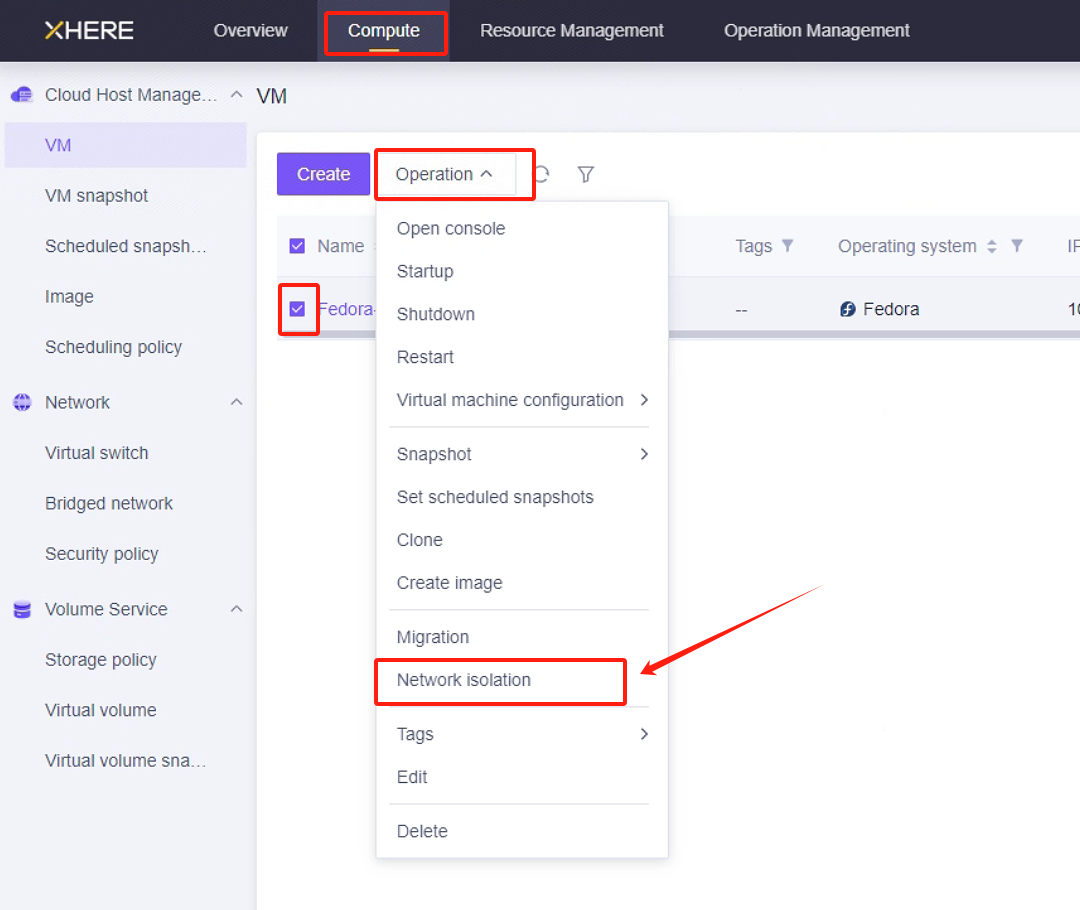 XHERE Overview Compute Resource Management Operation Management
Cloud Host Manage...
VM
VM snapshot
Scheduled snapsh...
Image
Scheduling policy
Network
Virtual switch
Bridged network
Security policy
Volume Service
Storage policy
Virtual volume
Virtual volume sna...
VM
Create Operation
Name Tags Operating system
Fedora- -- Fedora
Open console
Startup
Shutdown
Restart
Virtual machine configuration
Snapshot
Set scheduled snapshots
Clone
Create image
Migration
Network isolation
Tags
Edit
Delete